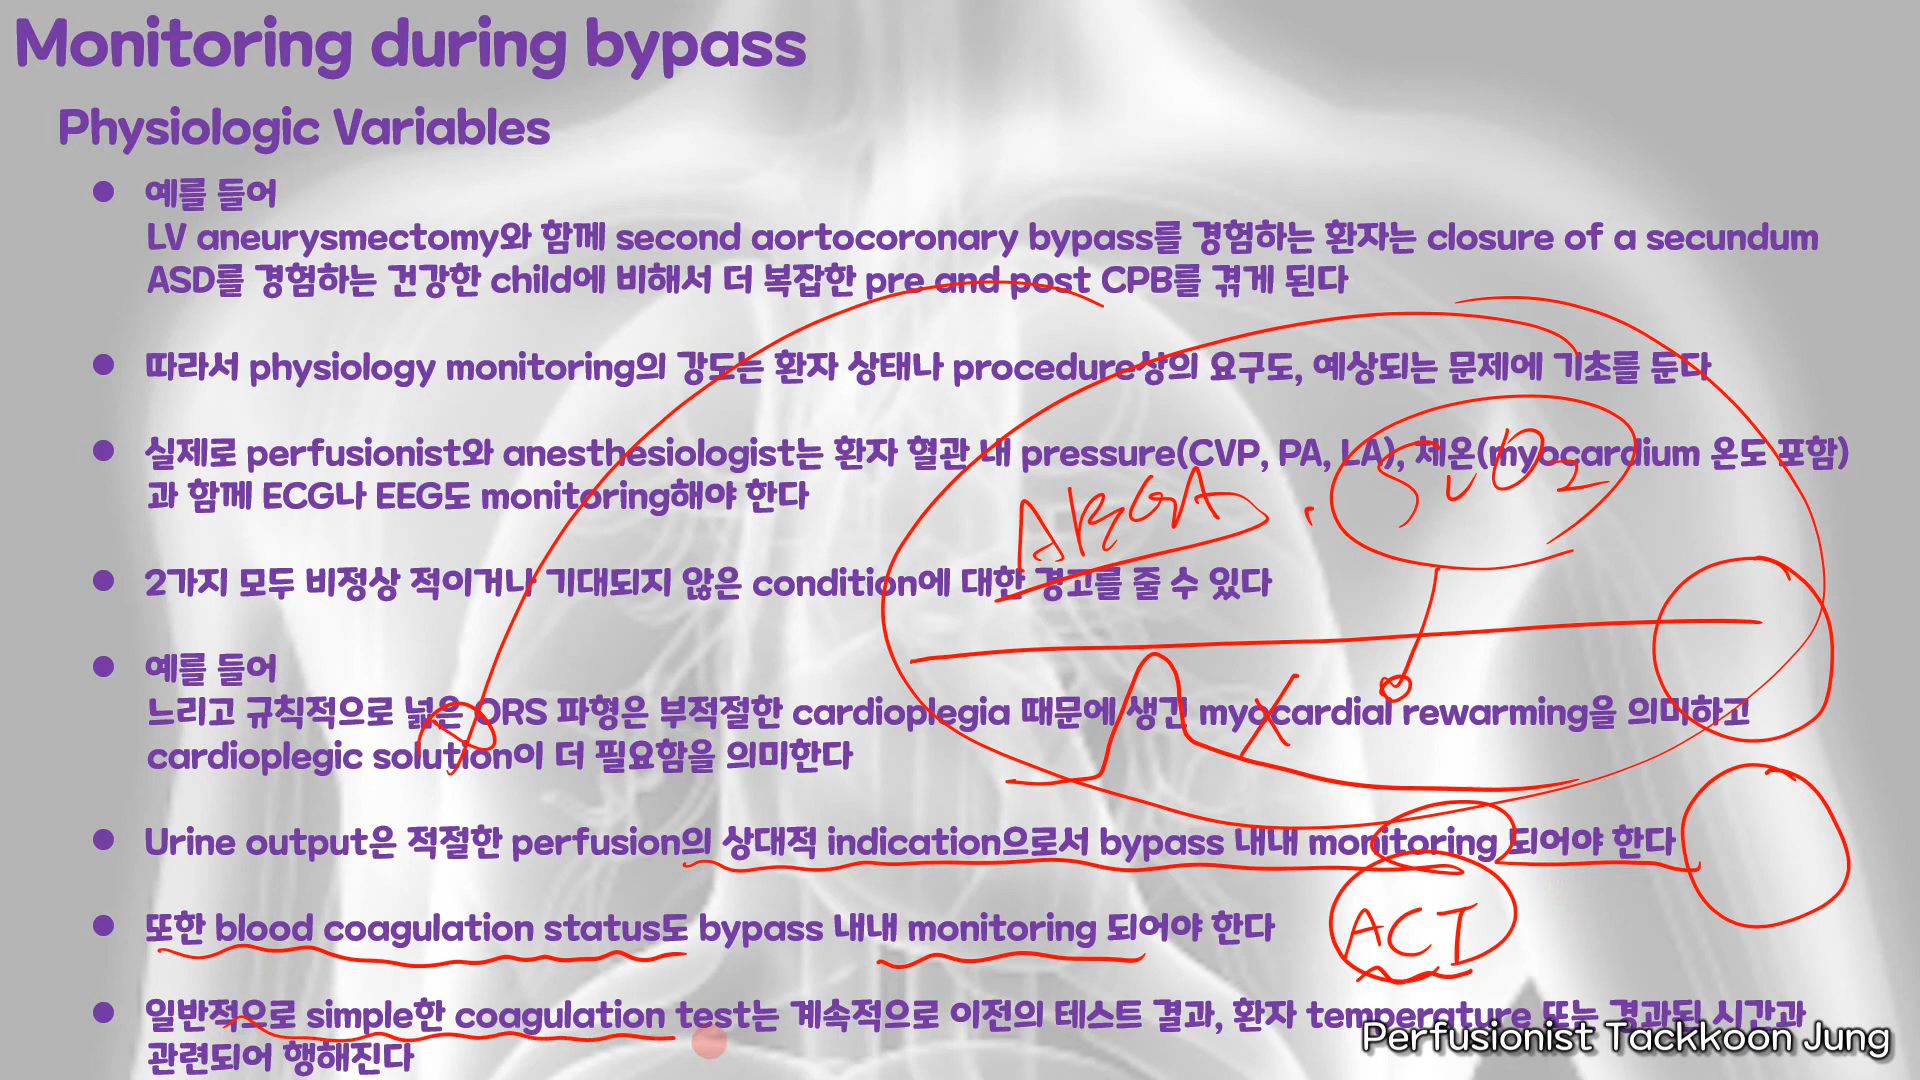 Monitoring during bypass
Physiologic Variables
● 예를 들어
LV aneurysmectomy와 함께 second aortocoronary bypass를 경험하는 환자는 closure of a secundum
ASD를 경험하는 건강한 child에 비해서 더 복잡한 pre and post CPB를 겪게 된다
● 따라서 physiology monitoring의 강도는 환자 상태나 procedure상의 요구도, 예상되는 문제에 기초를 둔다
● 실제로 perfusionist와 anesthesiologist는 환자 혈관 내 pressure(CVP, PA, LA), 체온(myocardium 온도 포함)
과 함께 ECG나 EEG도 monitoring해야 한다
SvO2
● 2가지 모두 비정상 적이거나 기대되지 않은 condition에 대한 경고를 줄 수 있다
● 예를 들어
느리고 규칙적으로 넓은 QRS 파형은 부적절한 cardioplegia 때문에 생긴 myocardial rewarming을 의미하고
cardioplegic solution이 더 필요함을 의미한다
● Urine output은 적절한 perfusion의 상대적 indication으로서 bypass 내내 monitoring 되어야 한다
● 또한 blood coagulation status도 bypass 내내 monitoring 되어야 한다
ACT
● 일반적으로 simple한 coagulation test는 계속적으로 이전의 테스트 결과, 환자 temperature 또는 경과된 시간과
관련되어 행해진다
Perfusionist Tackkoon Jung